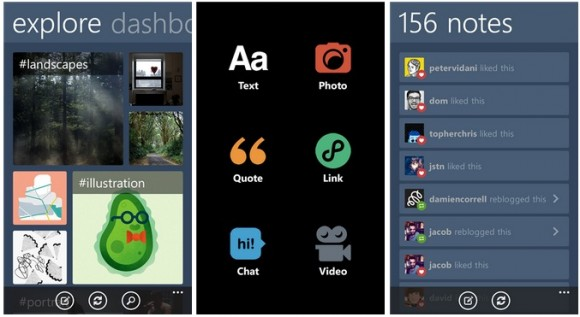 explore dashbo
#landscapes
#illustration
#portr
Aa
Text
Photo
Quote
Link
hi!
Chat
Video
156 notes
petervidani liked this
dom liked this
topherchris liked this
jstn liked this
damiencorrell reblogged this
jacob reblogged this
jacob liked this
david